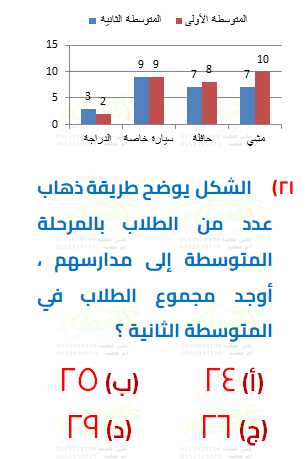 المتوسطة الأولى المتوسطة الثانية
15
10
5
0
3 2 9 9 7 8 7 10
الدراجة سيارة خاصة حافلة مشي
٢١) الشكل يوضح طريقة ذهاب
عدد من الطلاب بالمرحلة
المتوسطة إلى مدارسهم ،
أوجد مجموع الطلاب في
المتوسطة الثانية ؟
(أ) ٢٤ (ب) ٢٥
(ج) ٢٦ (د) ٢٩